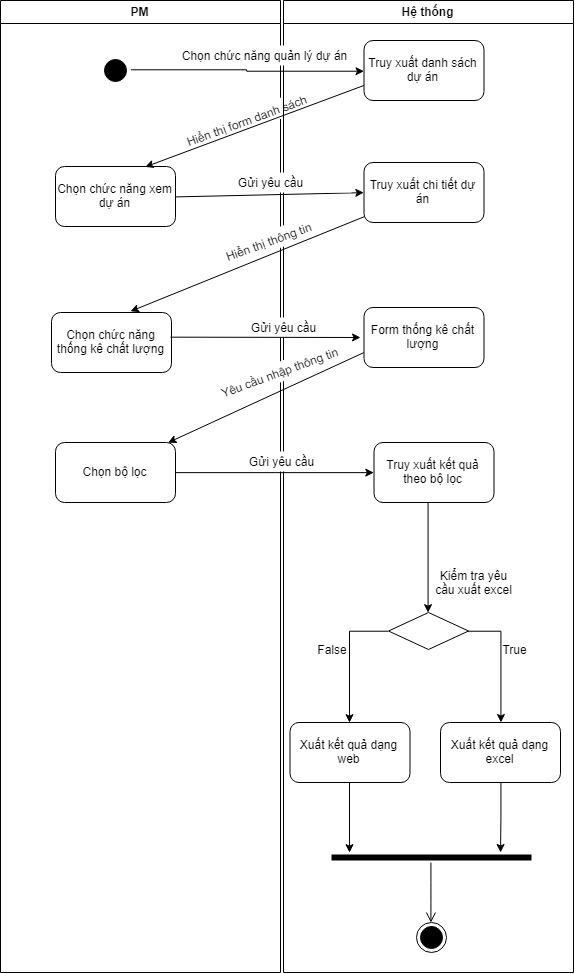 PM
Hệ thống
Chọn chức năng quản lý dự án
Truy xuất danh sách
dự án
Hiển thị form danh sách
Chọn chức năng xem
dự án
Gửi yêu cầu
Truy xuất chi tiết dự
án
Hiển thị thông tin
Chọn chức năng
thống kê chất lượng
Gửi yêu cầu
Form thống kê chất
lượng
Yêu cầu nhập thông tin
Chọn bộ lọc
Gửi yêu cầu
Truy xuất kết quả
theo bộ lọc
Kiểm tra yêu
cầu xuất excel
False
True
Xuất kết quả dạng
web
Xuất kết quả dạng
excel